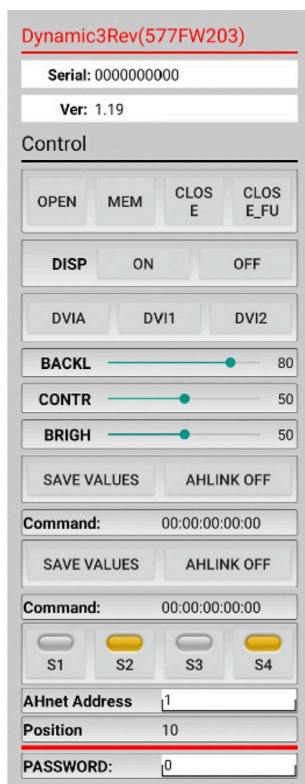 Dynamic3Rev(577FW203)
Serial: 0000000000
Ver: 1.19
Control
OPEN MEM CLOS
E CLOS
E_FU
DISP ON OFF
DVIA DVI1 DVI2
BACKL 80
CONTR 50
BRIGH 50
SAVE VALUES AHLINK OFF
Command: 00:00:00:00:00
SAVE VALUES AHLINK OFF
Command: 00:00:00:00:00
S1 S2 S3 S4
AHnet Address 1
Position 10
PASSWORD: 0